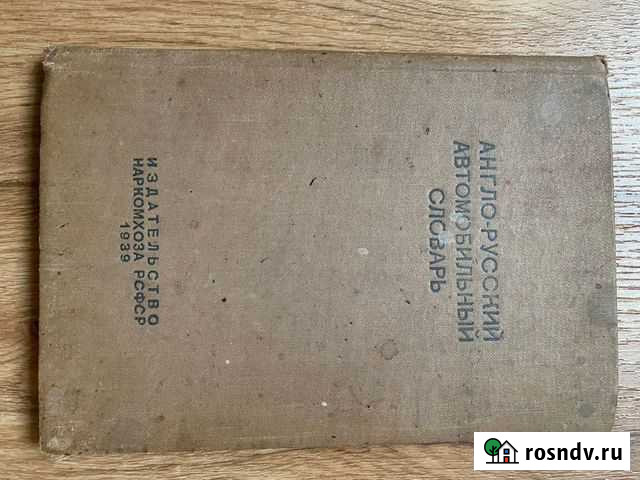 АНГЛО-РУССКИЙ
АВТОМОБИЛЬНЫЙ
СЛОВАРЬ
ИЗДАТЕЛЬСТВО
НАРКОМХОЗА РСФСР
1939
rosndv.ru